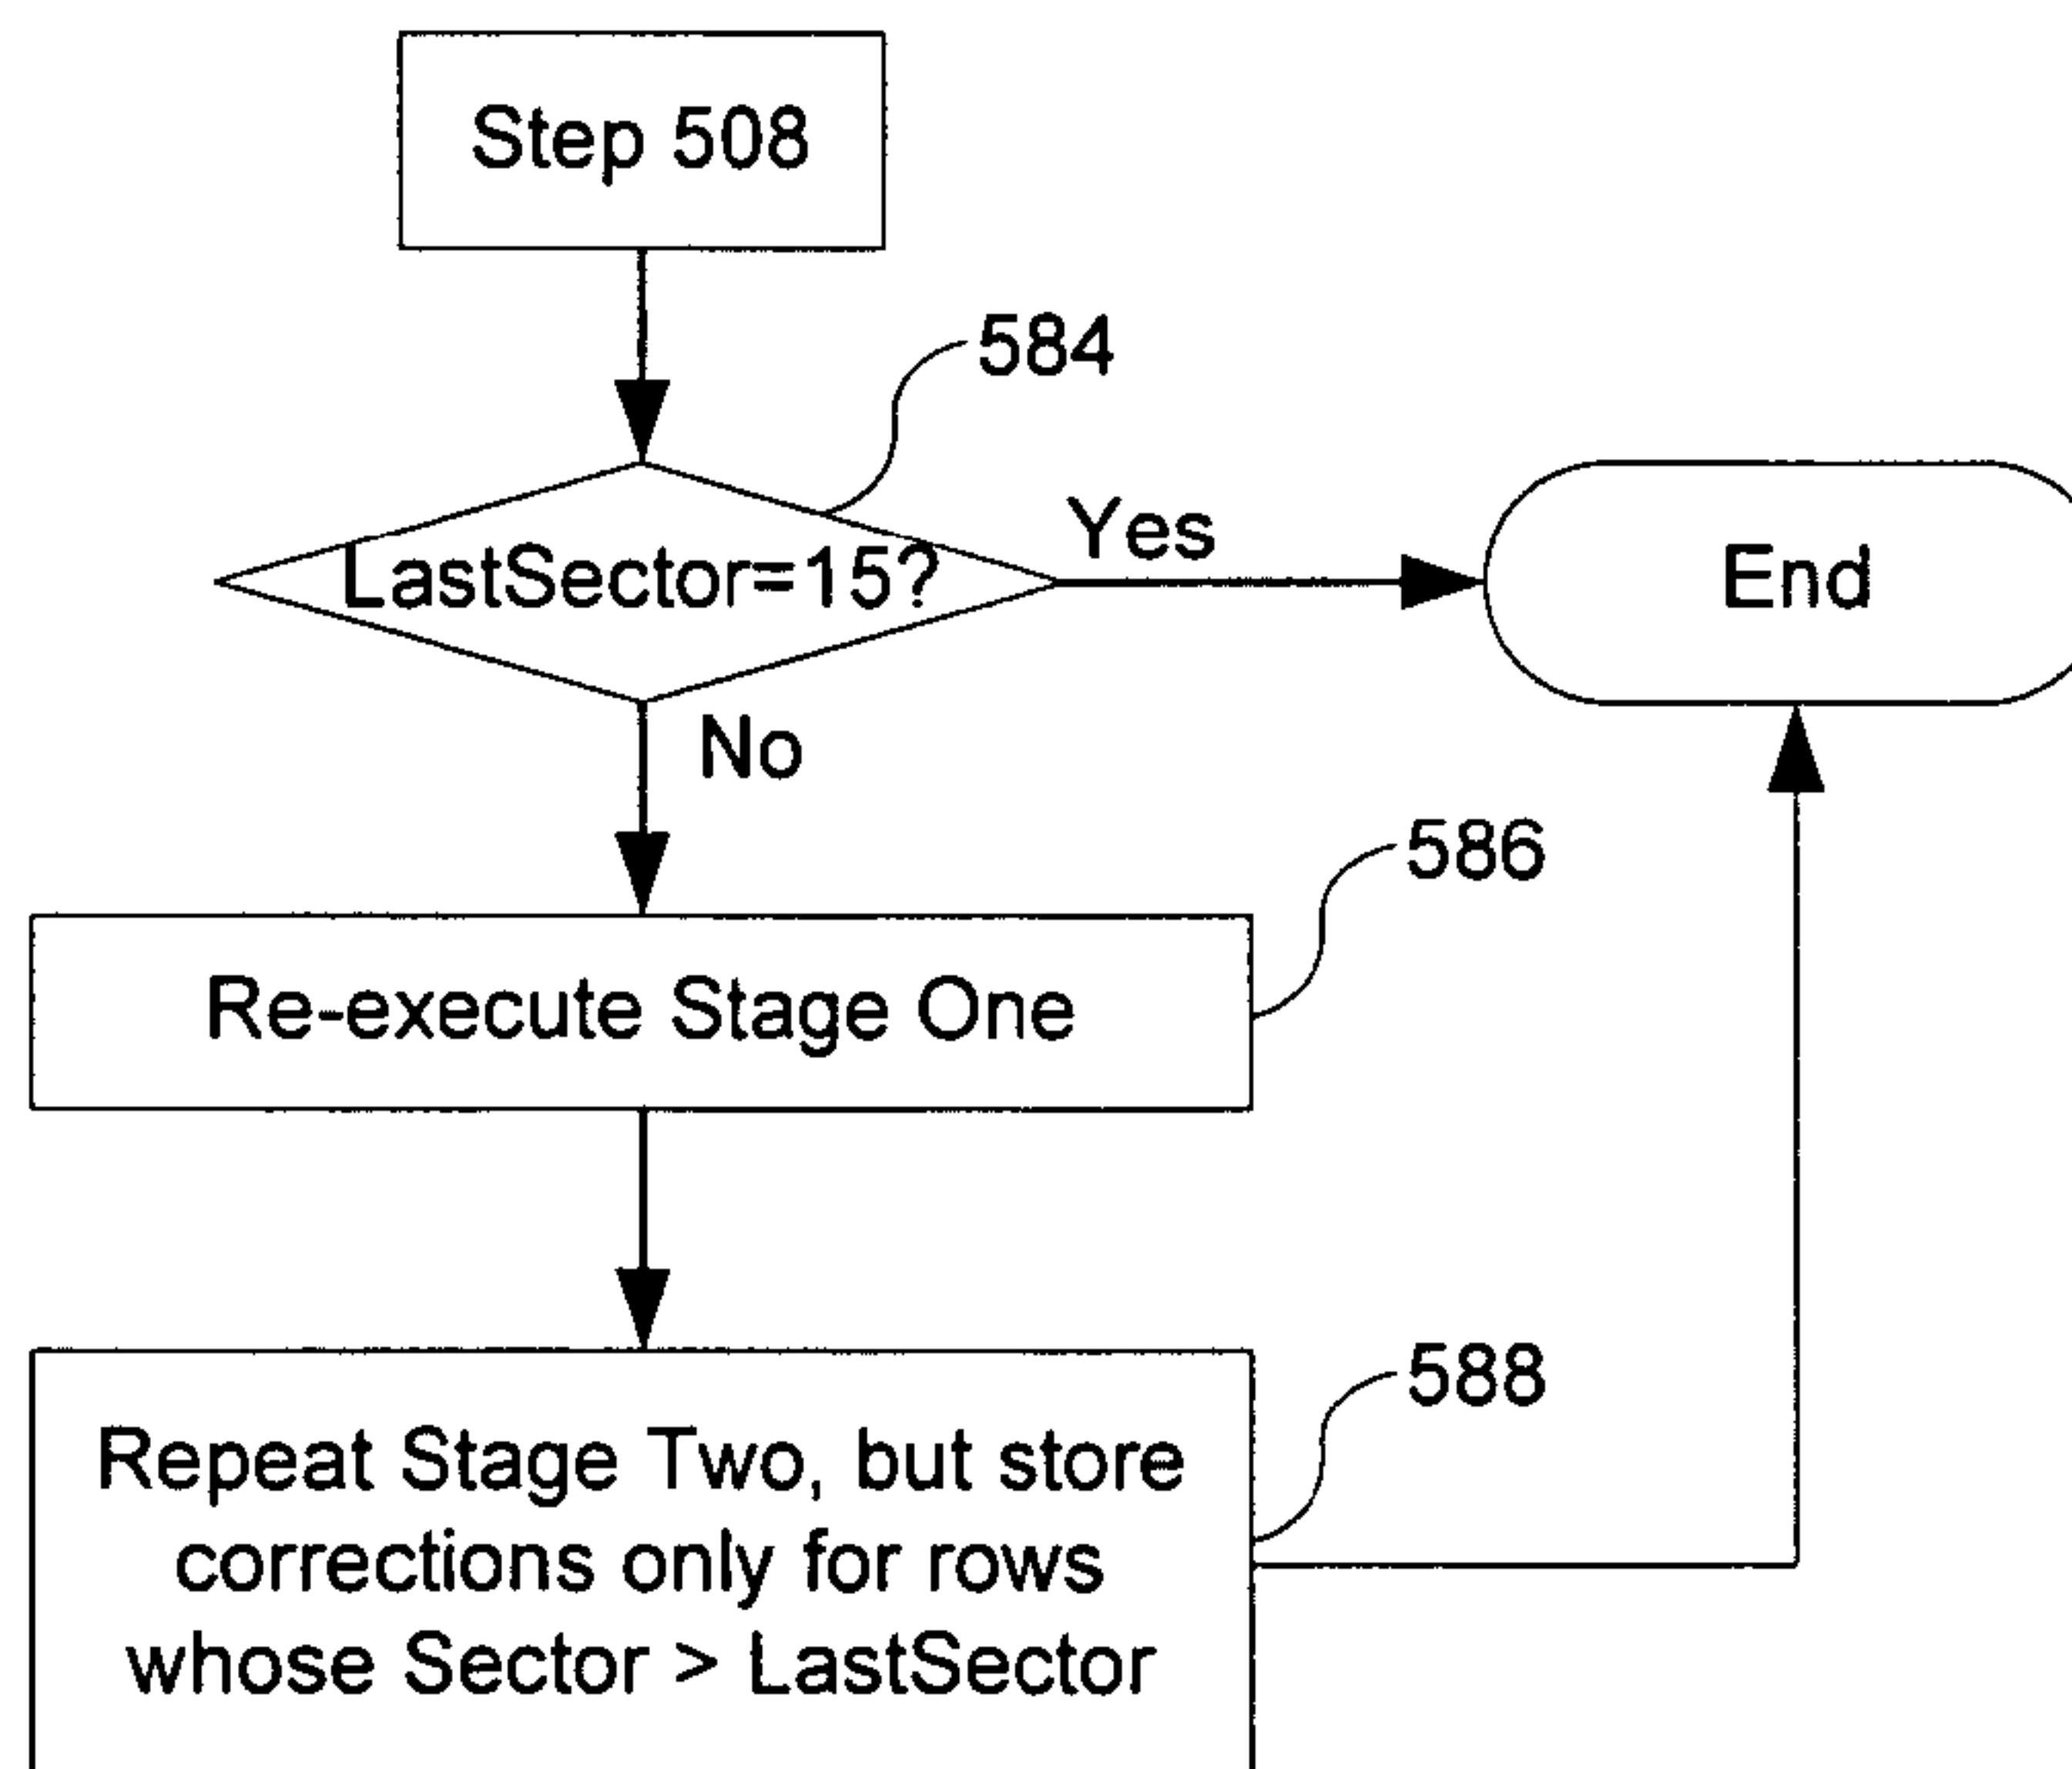 Step 508
584
LastSector=15?
Yes
End
No
586
Re-execute Stage One
588
Repeat Stage Two, but store
corrections only for rows
whose Sector > LastSector